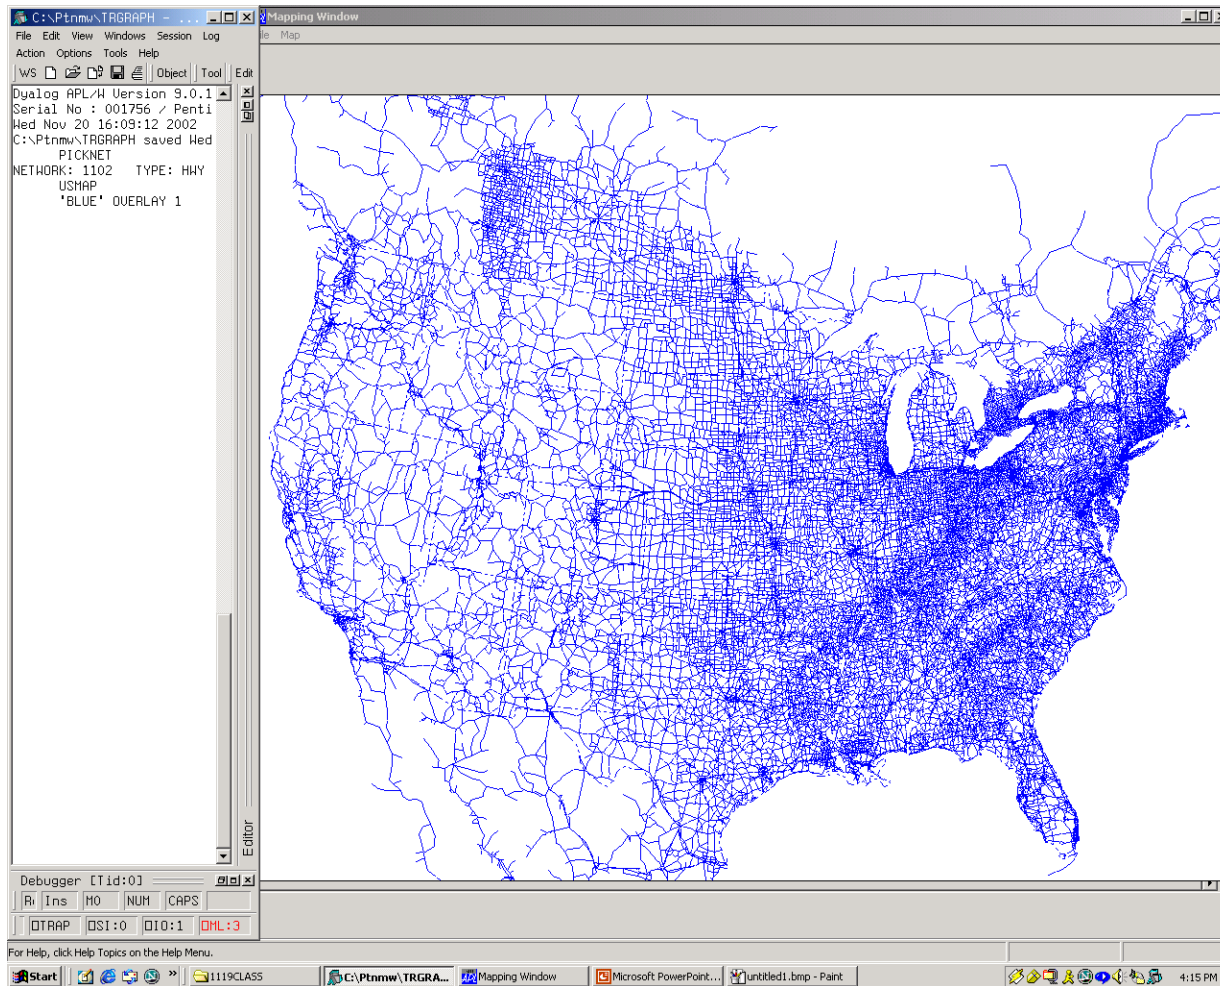 C:\Ptnmw\TRGRAPH - ...
Mapping Window
File Edit View Windows Session Log
ile Map
Action Options Tools Help
WS Object Tool Edit
Dyalog APL/W Version 9.0.1
Serial No : 001756 / Penti
Wed Nov 20 16:09:12 2002
C:\Ptnmw\TRGRAPH saved Wed
PICKNET
NETWORK: 1102 TYPE: HWY
USMAP
'BLUE' OVERLAY 1
Editor
Debugger [Tid:0]
Ins MO NUM CAPS
⎕TRAP ⎕SI:0 ⎕IO:1 ⎕ML:3
For Help, click Help Topics on the Help Menu.
Start » 1119CLASS C:\Ptnmw\TRGRA... Mapping Window Microsoft PowerPoint... untitled1.bmp - Paint 4:15 PM